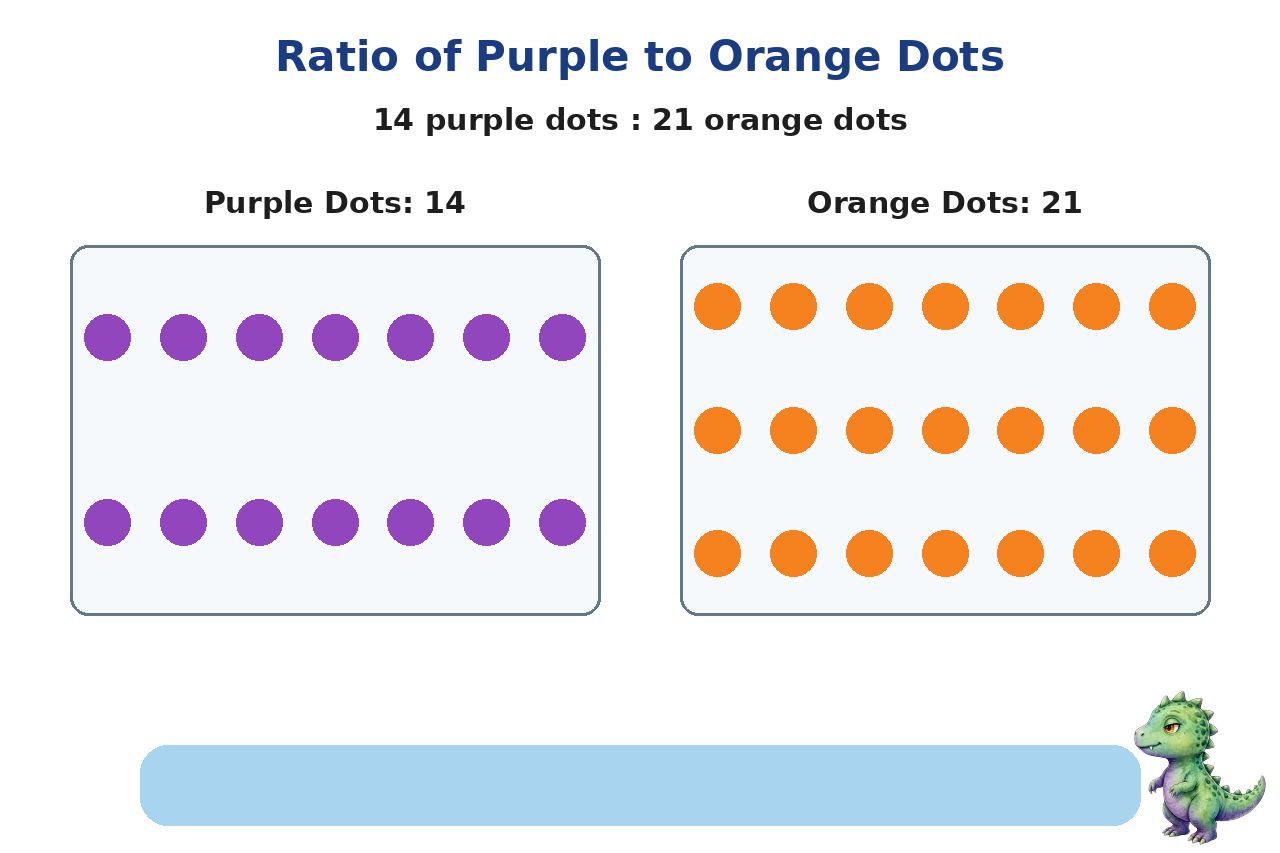 Ratio of Purple to Orange Dots
14 purple dots : 21 orange dots
Purple Dots: 14
Orange Dots: 21